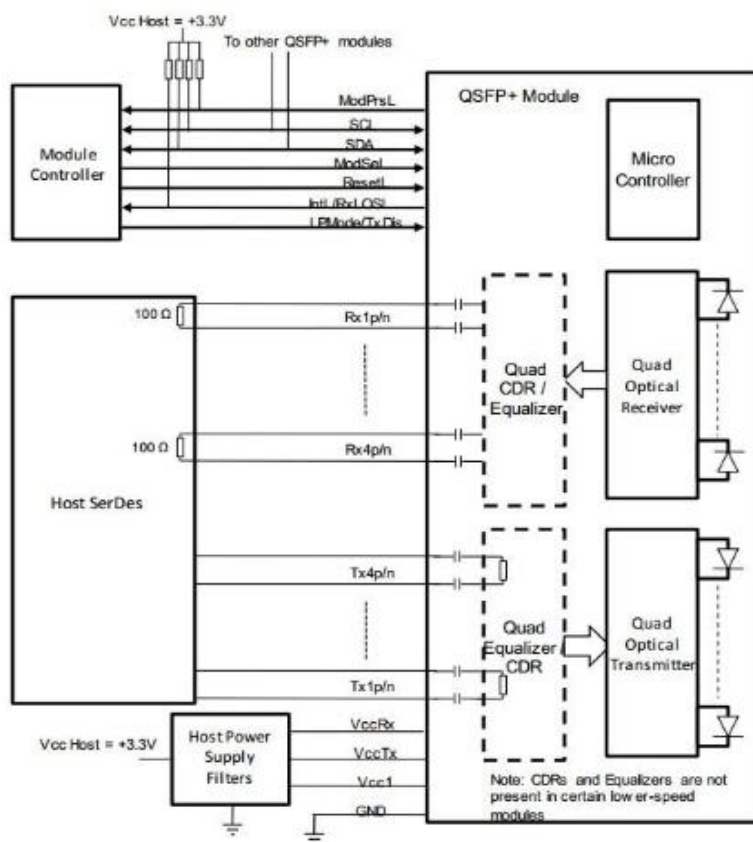 Vcc Host = +3.3V
To other QSFP+ modules
ModPrsL
SCL
SDA
ModSeL
ResetL
IntL/RxLOSL
LPMode/TxDis
Module
Controller
QSFP+ Module
Micro
Controller
100 Ω
Rx1p/n
100 Ω
Rx4p/n
Host SerDes
Quad
CDR /
Equalizer
Quad
Optical
Receiver
Tx4p/n
Tx1p/n
Quad
Equalizer /
CDR
Quad
Optical
Transmitter
Vcc Host = +3.3V
Host Power
Supply
Filters
VccRx
VccTx
Vcc1
GND
Note: CDRs and Equalizers are not
present in certain lower-speed
modules